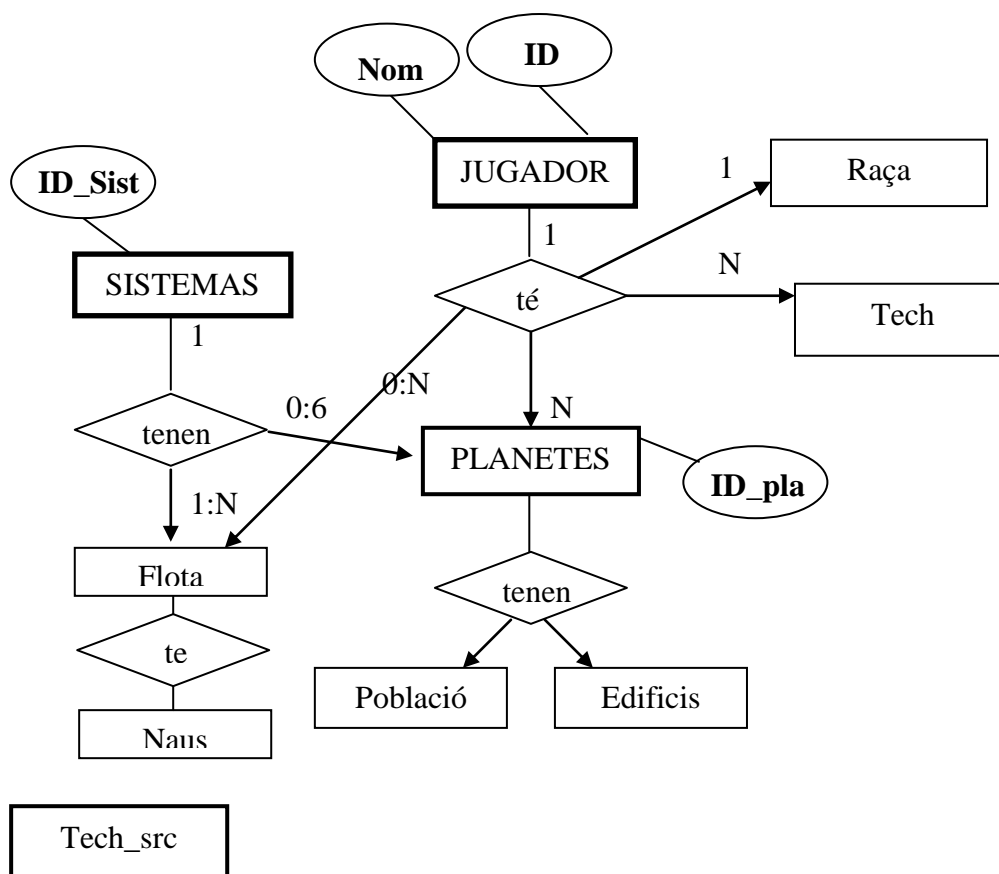 Nom
ID
JUGADOR
1
Raça
ID_Sist
1
N
SISTEMAS
té
Tech
1
0:N
0:6
N
tenen
PLANETES
ID_pla
1:N
Flota
tenen
te
Població
Edificis
Naus
Tech_src